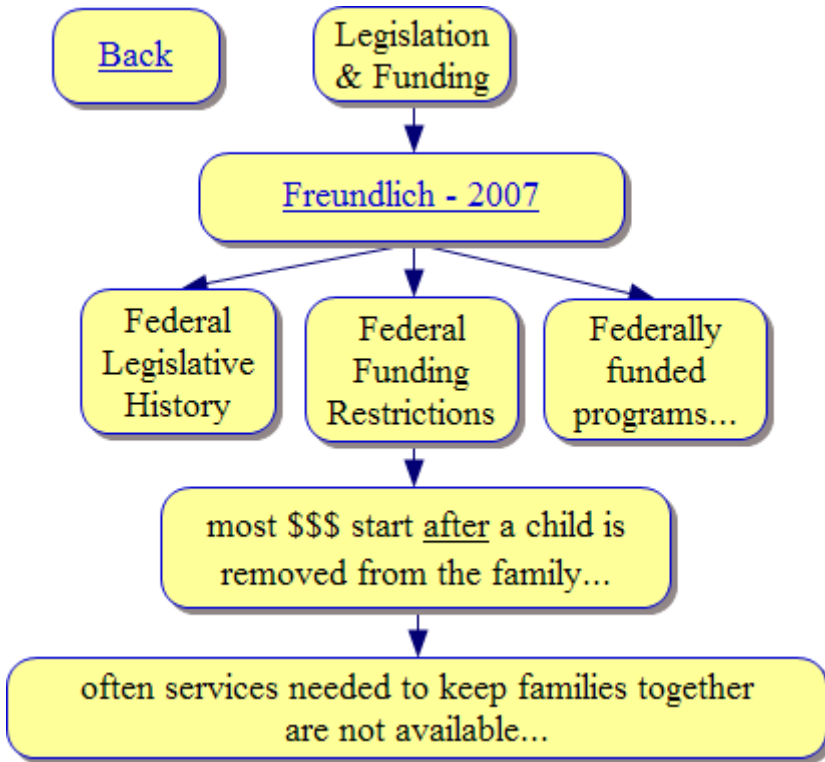 Back
Legislation
& Funding
Freundlich - 2007
Federal
Legislative
History
Federal
Funding
Restrictions
Federally
funded
programs...
most $$$ start after a child is
removed from the family...
often services needed to keep families together
are not available...